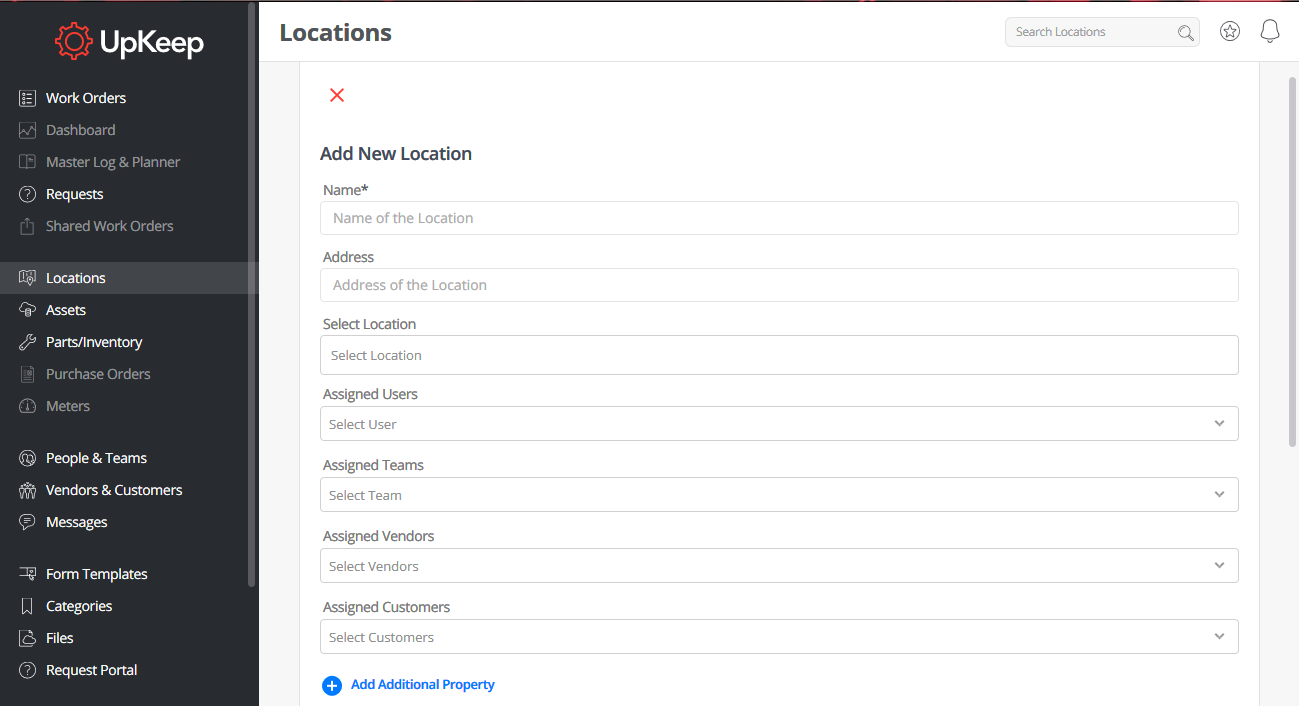 UpKeep
Locations
Search Locations
Work Orders
Dashboard
Master Log & Planner
Requests
Shared Work Orders
Locations
Assets
Parts/Inventory
Purchase Orders
Meters
People & Teams
Vendors & Customers
Messages
Form Templates
Categories
Files
Request Portal
Add New Location
Name*
Name of the Location
Address
Address of the Location
Select Location
Select Location
Assigned Users
Select User
Assigned Teams
Select Team
Assigned Vendors
Select Vendors
Assigned Customers
Select Customers
Add Additional Property